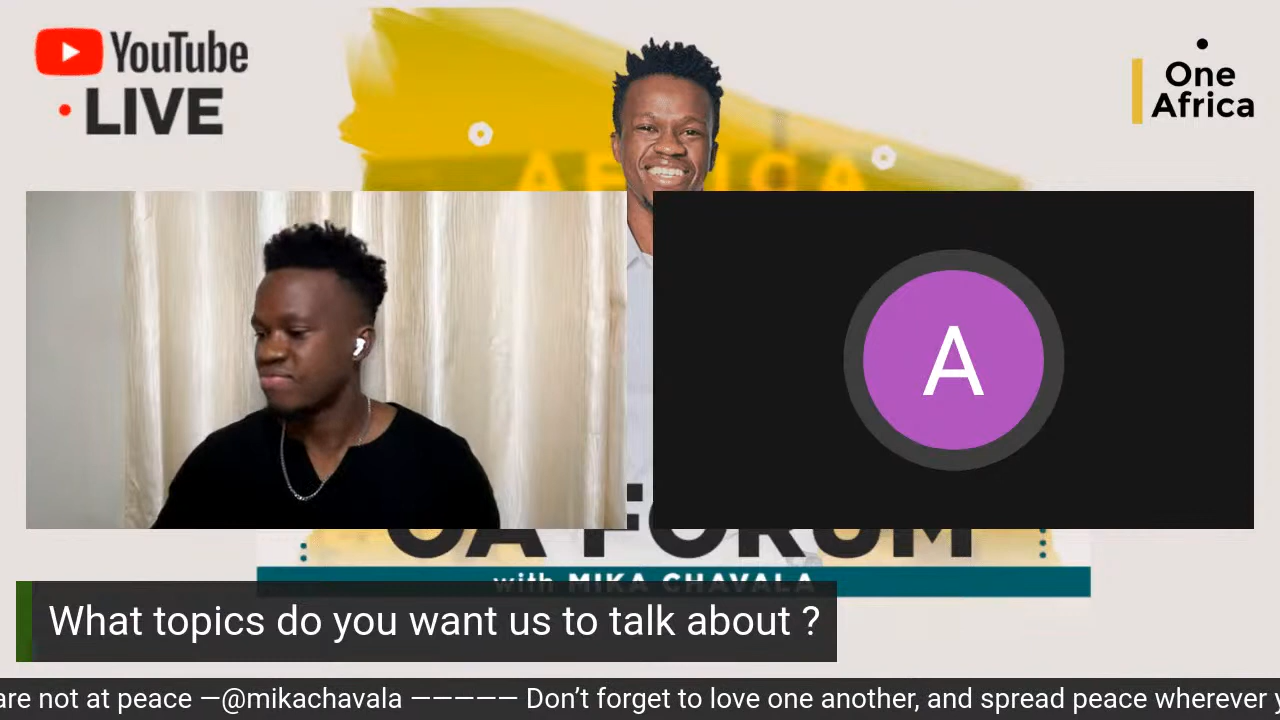 YouTube
LIVE
One
Africa
AFRICA
A
OA FORUM
with MIKA CHAVALA
What topics do you want us to talk about ?
are not at peace —@mikachavala ————— Don’t forget to love one another, and spread peace wherever